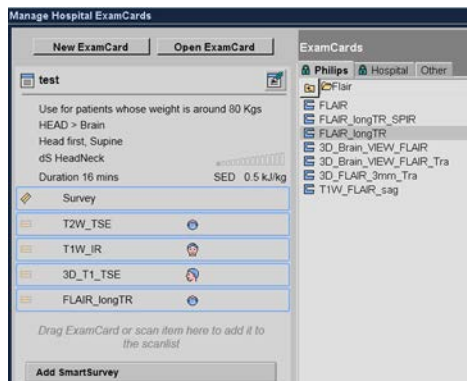 Manage Hospital ExamCards
New ExamCard
Open ExamCard
test
Use for patients whose weight is around 80 Kgs
HEAD > Brain
Head first, Supine
dS HeadNeck
Duration 16 mins
SED 0.5 kJ/kg
Survey
T2W_TSE
T1W_IR
3D_T1_TSE
FLAIR_longTR
Drag ExamCard or scan item here to add it to
the scanlist
Add SmartSurvey
ExamCards
Philips
Hospital
Other
Flair
FLAIR
FLAIR_longTR_SPIR
FLAIR_longTR
3D_Brain_VIEW_FLAIR
3D_Brain_VIEW_FLAIR_Tra
3D_FLAIR_3mm_Tra
T1W_FLAIR_sag